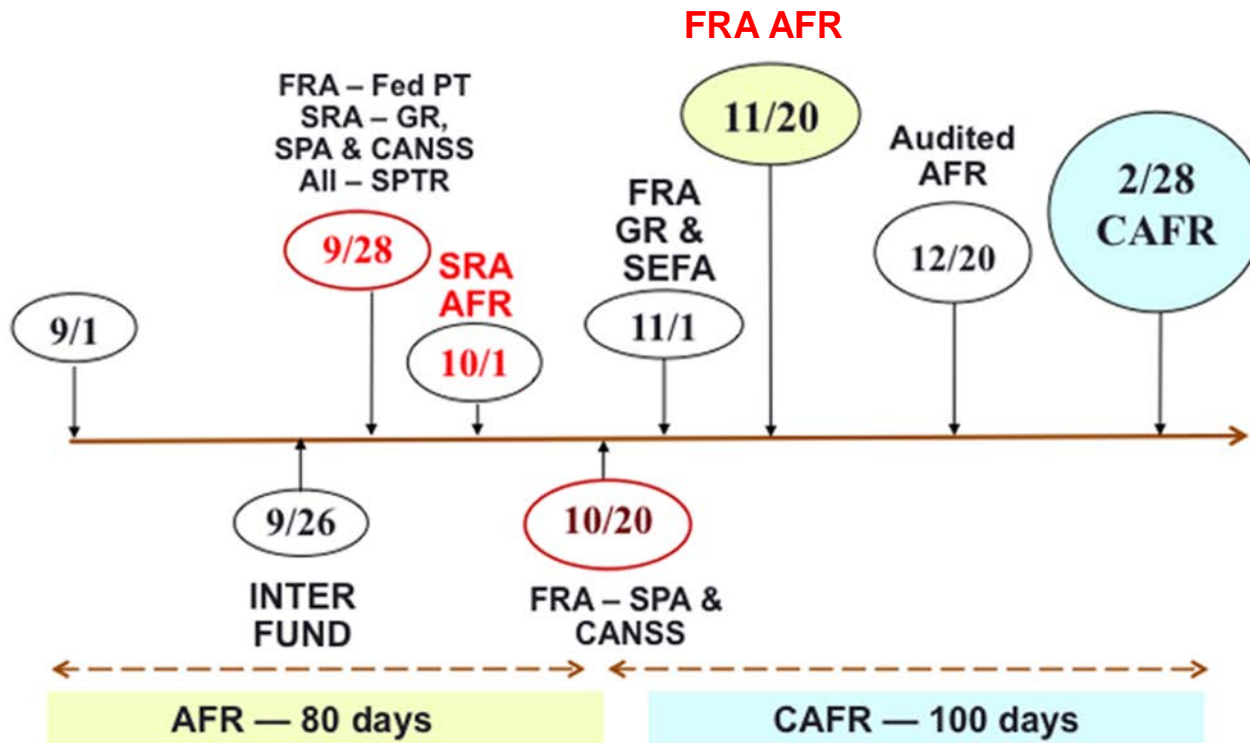 FRA AFR
11/20
FRA – Fed PT
SRA – GR,
SPA & CANSS
All – SPTR
9/28
SRA
AFR
10/1
FRA
GR &
SEFA
11/1
Audited
AFR
12/20
2/28
CAFR
9/1
9/26
INTER
FUND
10/20
FRA – SPA &
CANSS
AFR — 80 days
CAFR — 100 days